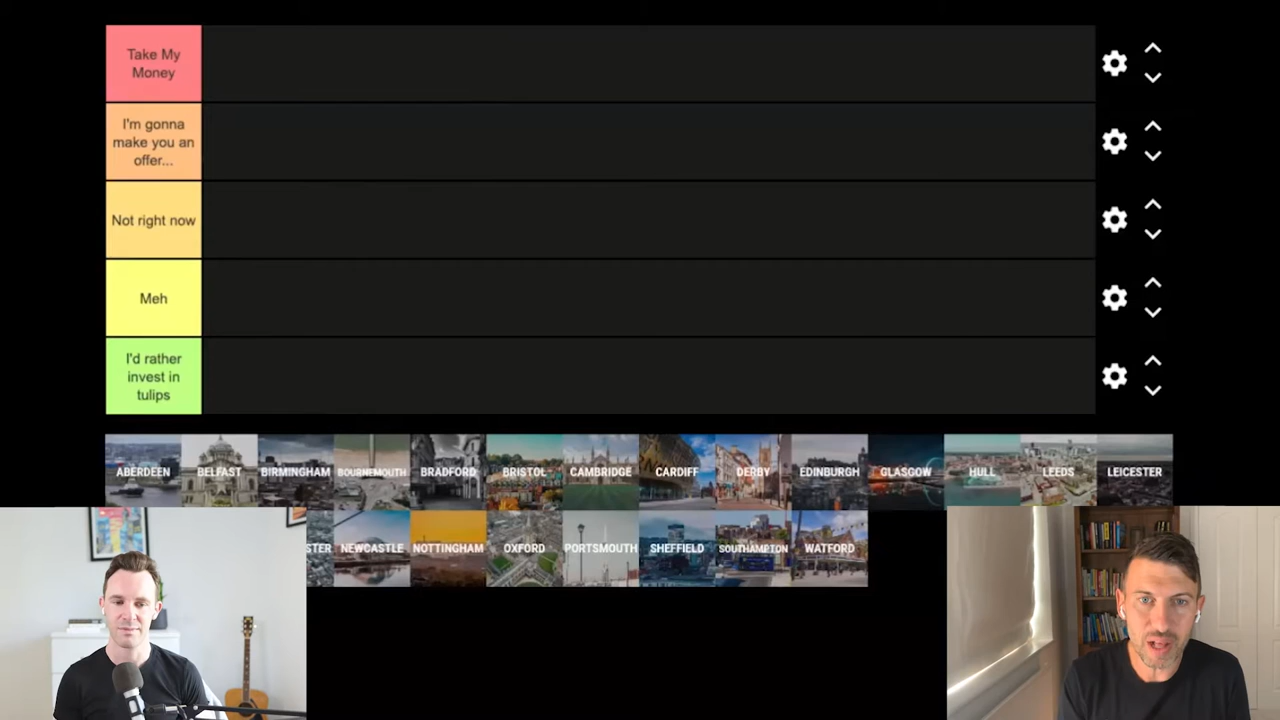 Take My
Money
I'm gonna
make you an
offer...
Not right now
Meh
I'd rather
invest in
tulips
ABERDEEN BELFAST BIRMINGHAM BOURNEMOUTH BRADFORD BRISTOL CAMBRIDGE CARDIFF DERBY EDINBURGH GLASGOW HULL LEEDS LEICESTER
STER NEWCASTLE NOTTINGHAM OXFORD PORTSMOUTH SHEFFIELD SOUTHAMPTON WATFORD